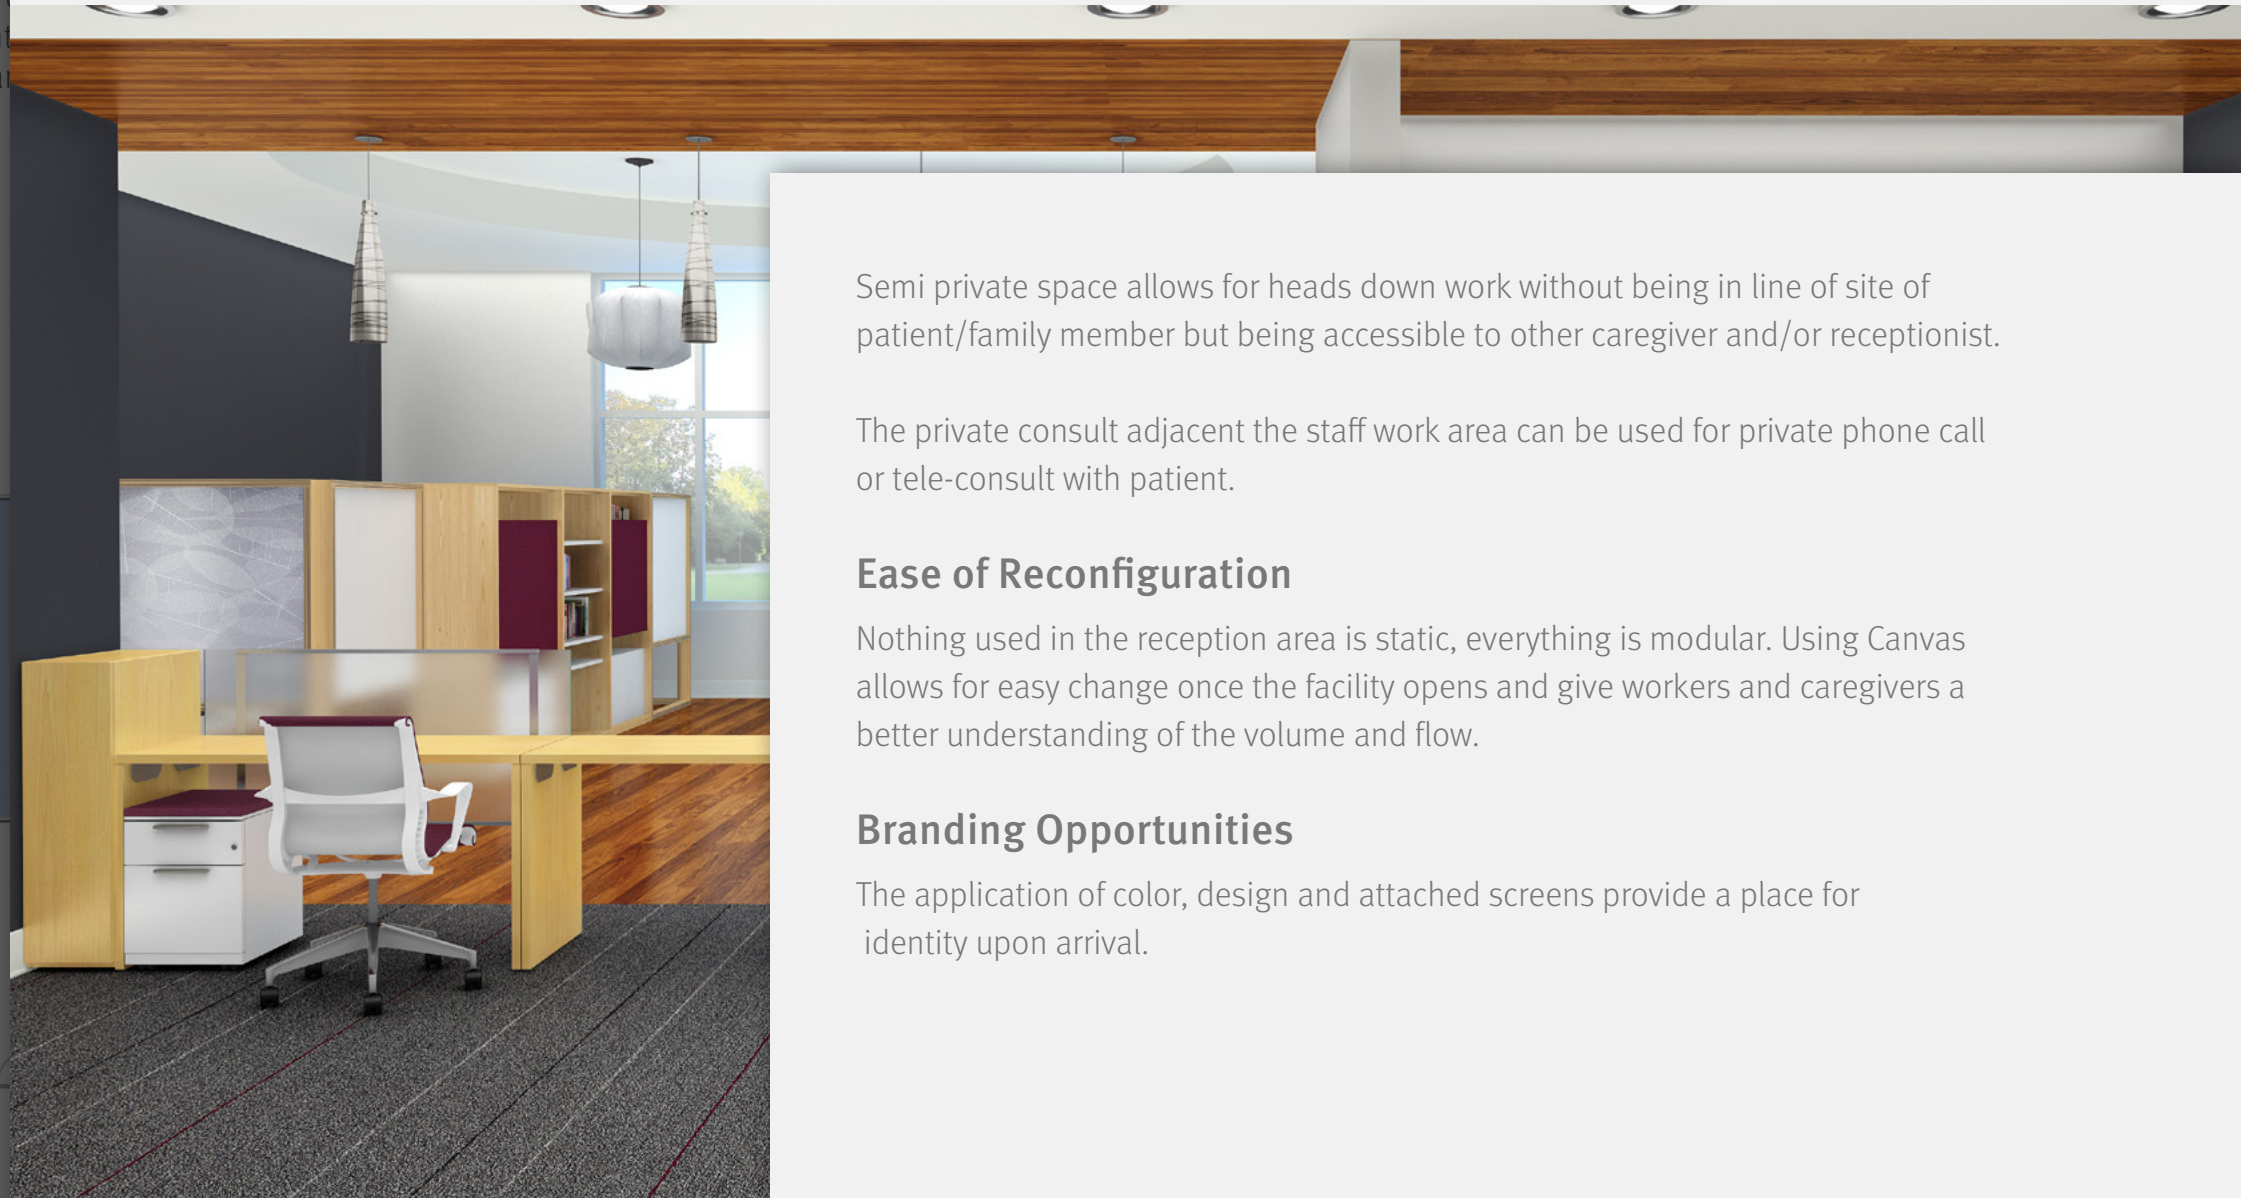 Semi private space allows for heads down work without being in line of site of
patient/family member but being accessible to other caregiver and/or receptionist.
The private consult adjacent the staff work area can be used for private phone call
or tele-consult with patient.
Ease of Reconfiguration
Nothing used in the reception area is static, everything is modular. Using Canvas
allows for easy change once the facility opens and give workers and caregivers a
better understanding of the volume and flow.
Branding Opportunities
The application of color, design and attached screens provide a place for
identity upon arrival.